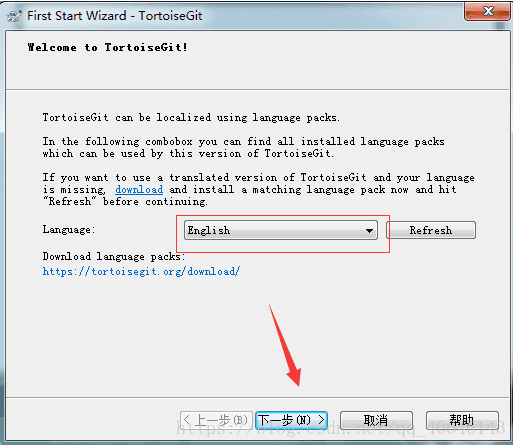 First Start Wizard - TortoiseGit
Welcome to TortoiseGit!
TortoiseGit can be localized using language packs.
In the following combobox you can find all installed language packs
which can be used by this version of TortoiseGit.
If you want to use a translated version of TortoiseGit and your language
is missing, download and install a matching language pack now and hit
"Refresh" before continuing.
Language: English Refresh
Download language packs:
https://tortoisegit.org/download/
<上一步(B) 下一步(N) > 取消 帮助